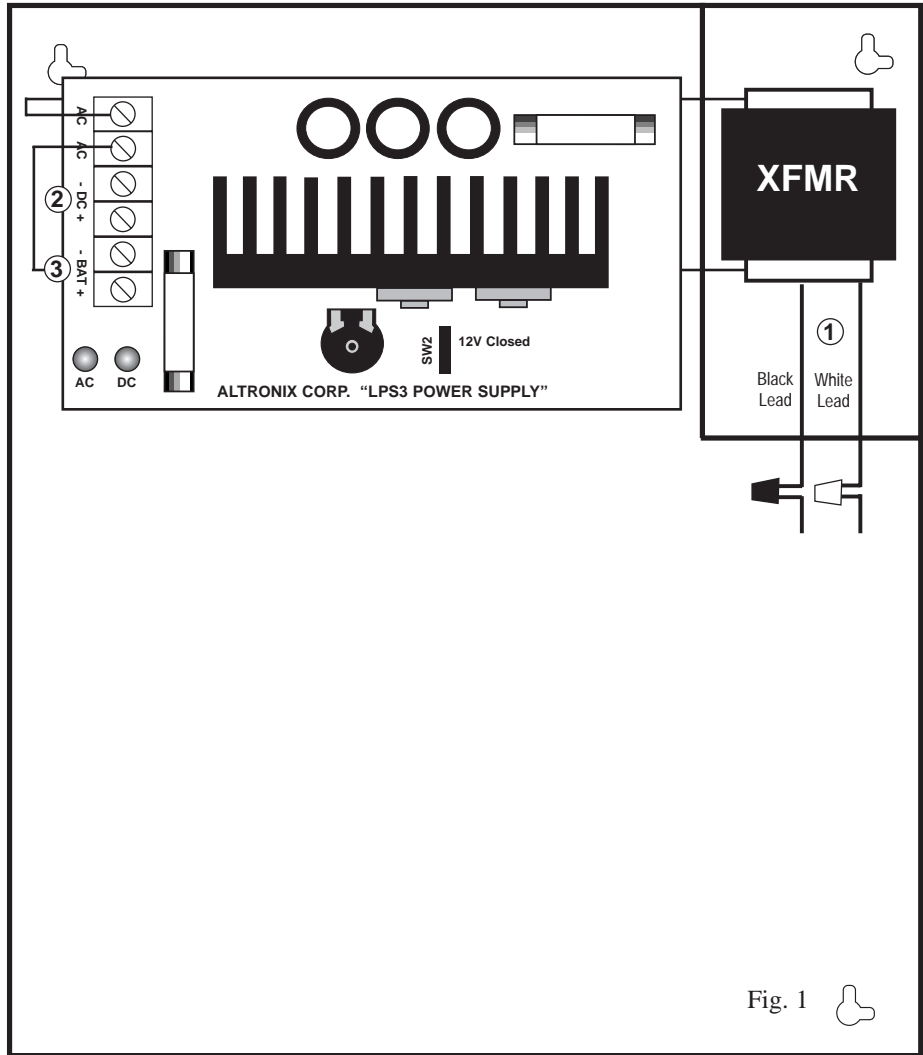 AC
AC
- DC +
②
- BAT +
③
AC DC
SW2
12V Closed
ALTRONIX CORP. “LPS3 POWER SUPPLY”
XFMR
①
Black Lead
White Lead
Fig. 1